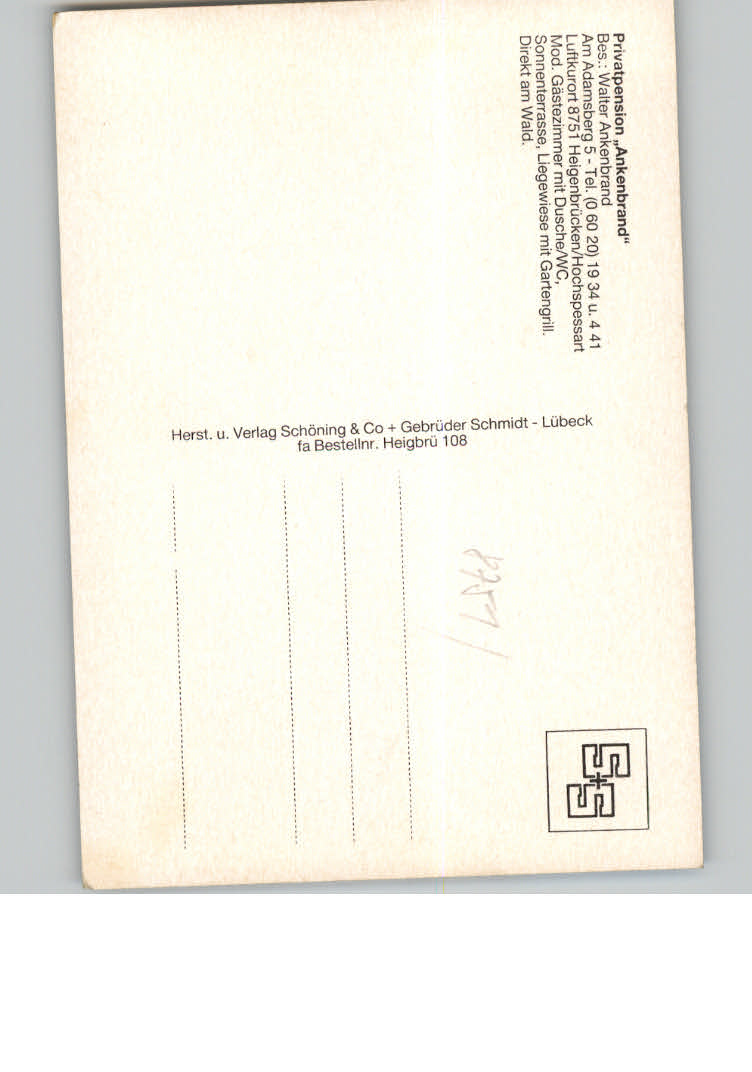 Privatpension „Ankenbrand“
Bes.: Walter Ankenbrand
Am Adamsberg 5 - Tel. (0 60 20) 19 34 u. 4 41
Luftkurort 8751 Heigenbrücken/Hochspessart
Mod. Gästezimmer mit Dusche/WC,
Sonnenterrasse, Liegewiese mit Gartengrill.
Direkt am Wald.
Herst. u. Verlag Schöning & Co + Gebrüder Schmidt - Lübeck
fa Bestellnr. Heigbrü 108
8751
S+S